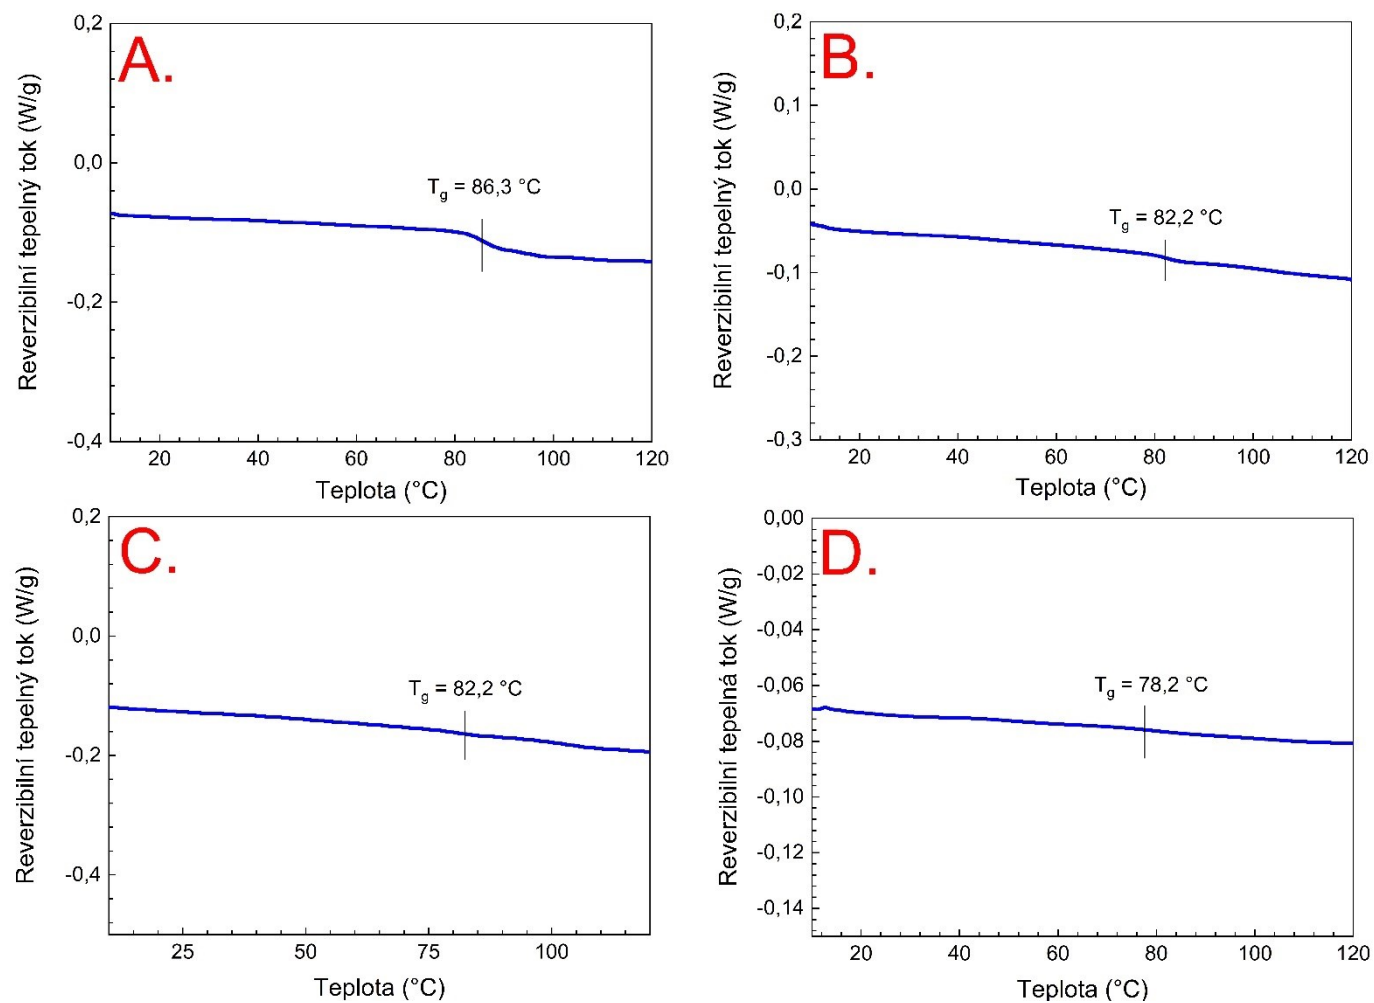 A.
Reverzibilní tepelný tok (W/g)
0,2
0,0
-0,2
-0,4
Tg = 86,3 °C
20 40 60 80 100 120
Teplota (°C)
B.
Reverzibilní tepelný tok (W/g)
0,2
0,1
0,0
-0,1
-0,2
-0,3
Tg = 82,2 °C
20 40 60 80 100 120
Teplota (°C)
C.
Reverzibilní tepelný tok (W/g)
0,2
0,0
-0,2
-0,4
Tg = 82,2 °C
25 50 75 100
Teplota (°C)
D.
Reverzibilní tepelná tok (W/g)
0,00
-0,02
-0,04
-0,06
-0,08
-0,10
-0,12
-0,14
Tg = 78,2 °C
20 40 60 80 100 120
Teplota (°C)